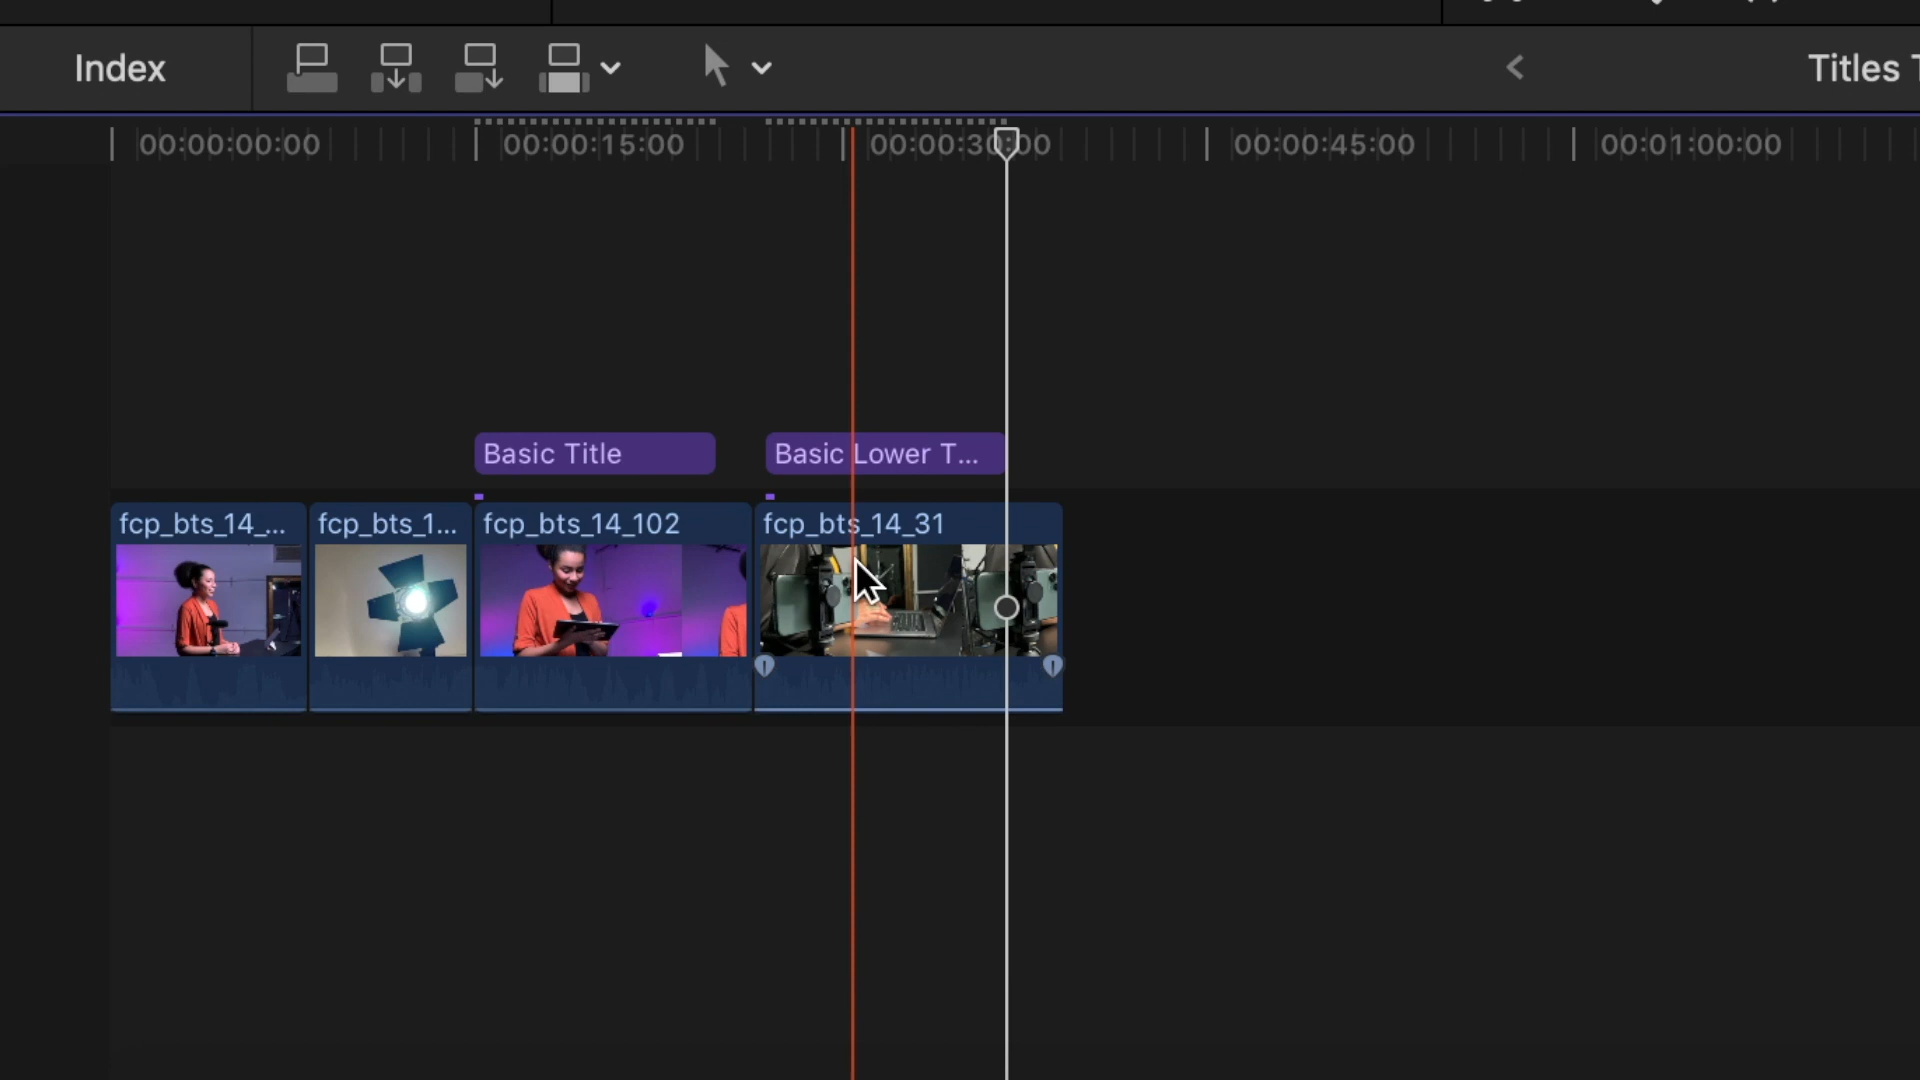 Index
Titles
00:00:00:00 00:00:15:00 00:00:30:00 00:00:45:00 00:01:00:00
Basic Title Basic Lower T...
fcp_bts_14_... fcp_bts_1... fcp_bts_14_102 fcp_bts_14_31